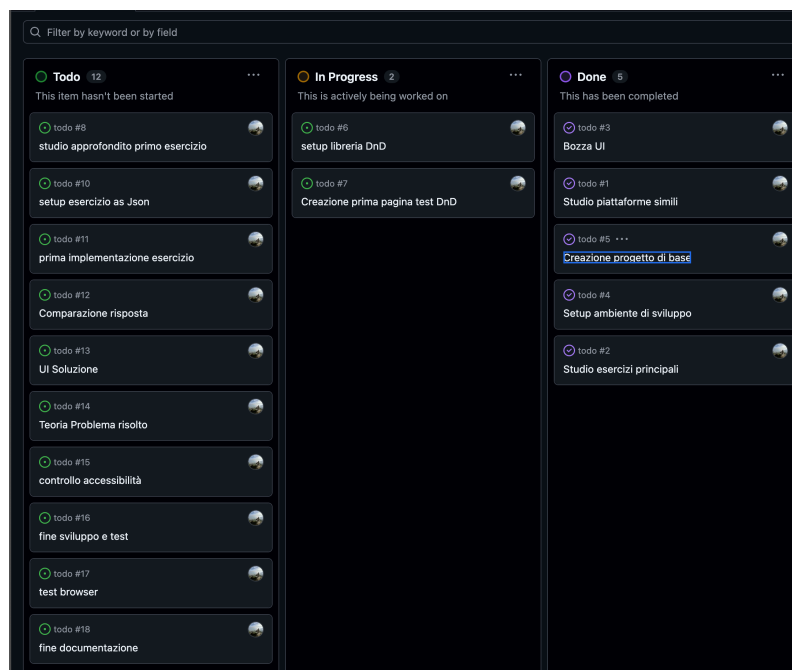 Filter by keyword or by field
Todo 12 ...
This item hasn't been started
todo #8
studio approfondito primo esercizio
todo #10
setup esercizio as Json
todo #11
prima implementazione esercizio
todo #12
Comparazione risposta
todo #13
UI Soluzione
todo #14
Teoria Problema risolto
todo #15
controllo accessibilità
todo #16
fine sviluppo e test
todo #17
test browser
todo #18
fine documentazione
In Progress 2 ...
This is actively being worked on
todo #6
setup libreria DnD
todo #7
Creazione prima pagina test DnD
Done 5 ...
This has been completed
todo #3
Bozza UI
todo #1
Studio piattaforme simili
todo #5 ...
Creazione progetto di base
todo #4
Setup ambiente di sviluppo
todo #2
Studio esercizi principali